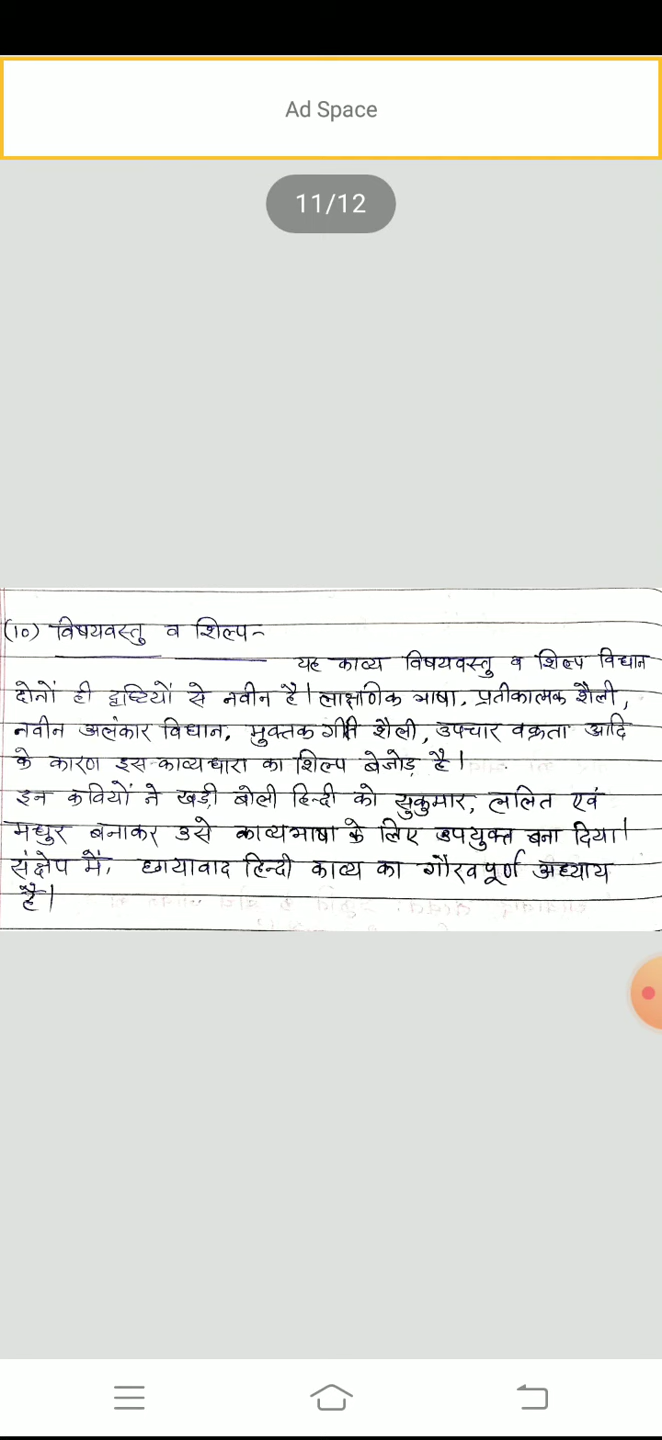 Ad Space
11/12
(10) विषयवस्तु व शिल्प-
यह काव्य विषयवस्तु व शिल्प विधान
दोनों ही दृष्टियों से नवीन है। लाक्षणिक भाषा, प्रतीकात्मक शैली,
नवीन अलंकार विधान, मुक्तक गीति शैली, उपचार वक्रता आदि
के कारण इस काव्यधारा का शिल्प बेजोड़ है।
इन कवियों ने खड़ी बोली हिन्दी को सुकुमार, ललित एवं
मधुर बनाकर उसे काव्यभाषा के लिए उपयुक्त बना दिया।
संक्षेप में, छायावाद हिन्दी काव्य का गौरवपूर्ण अध्याय
है।